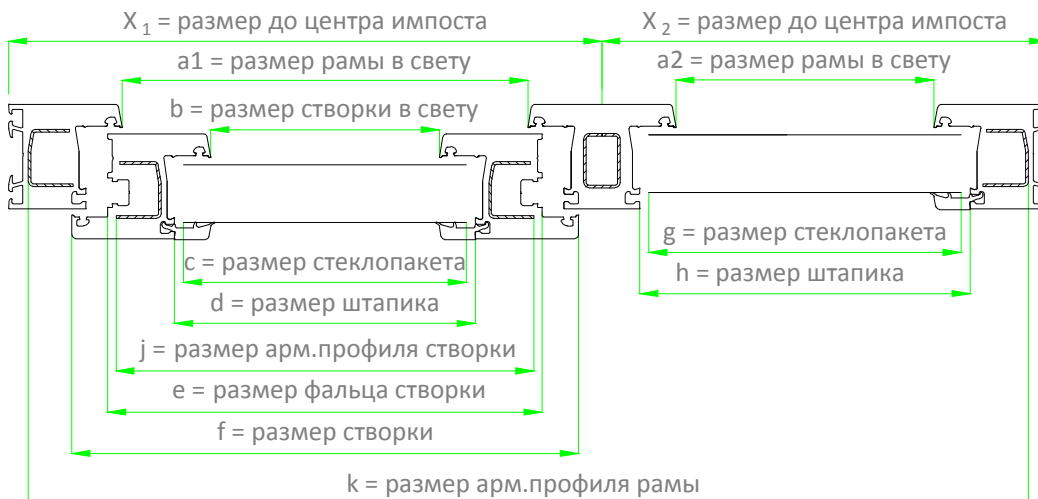 X 1 = размер до центра импоста
X 2 = размер до центра импоста
a1 = размер рамы в свету
a2 = размер рамы в свету
b = размер створки в свету
g = размер стеклопакета
c = размер стеклопакета
h = размер штапика
d = размер штапика
j = размер арм.профиля створки
e = размер фальца створки
f = размер створки
k = размер арм.профиля рамы